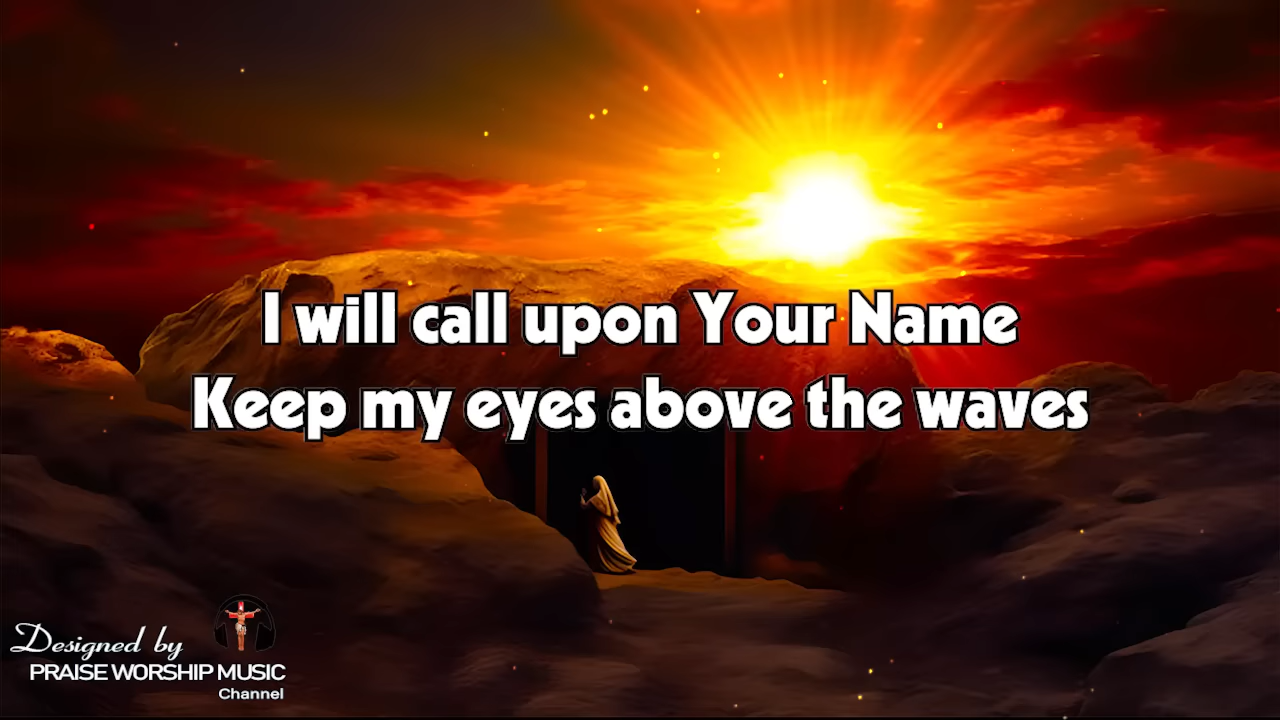 I will call upon Your Name
Keep my eyes above the waves
Designed by
PRAISE WORSHIP MUSIC
Channel